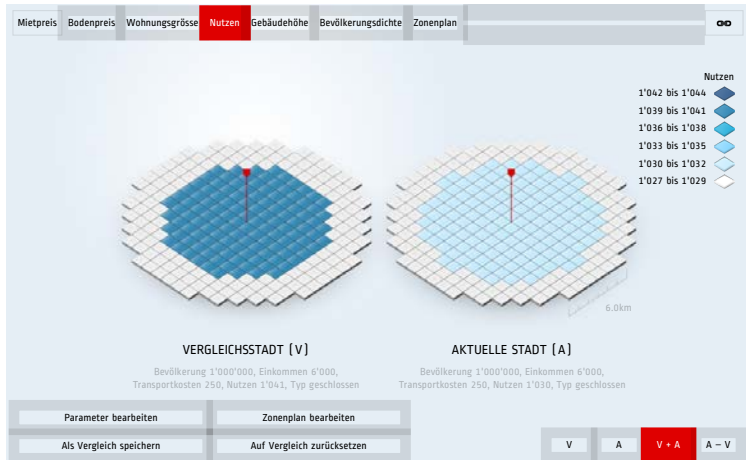 Mietpreis Bodenpreis Wohnungsgrösse Nutzen Gebäudehöhe Bevölkerungsdichte Zonenplan
Nutzen
1'042 bis 1'044
1'039 bis 1'041
1'036 bis 1'038
1'033 bis 1'035
1'030 bis 1'032
1'027 bis 1'029
6.0km
VERGLEICHSSTADT (V)
Bevölkerung 1'000'000, Einkommen 6'000,
Transportkosten 250, Nutzen 1'041, Typ geschlossen
AKTUELLE STADT (A)
Bevölkerung 1'000'000, Einkommen 6'000,
Transportkosten 250, Nutzen 1'030, Typ geschlossen
Parameter bearbeiten
Zonenplan bearbeiten
Als Vergleich speichern
Auf Vergleich zurücksetzen
V A V + A A – V